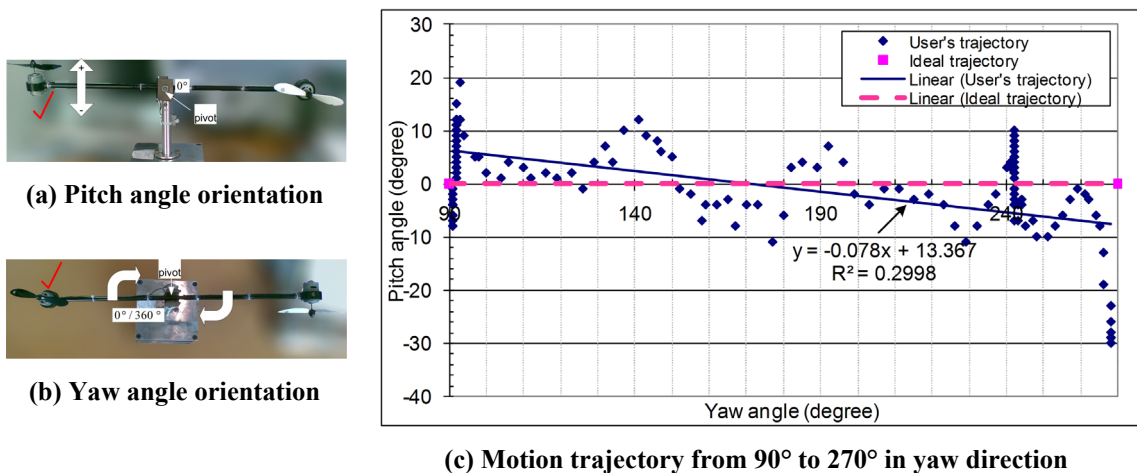 +
-
0°
pivot
(a) Pitch angle orientation
pivot
0° / 360 °
(b) Yaw angle orientation
30
20
10
0
-10
-20
-30
-40
Pitch angle (degree)
User's trajectory
Ideal trajectory
Linear (User's trajectory)
Linear (Ideal trajectory)
90
140
190
240
y = -0.078x + 13.367
R² = 0.2998
Yaw angle (degree)
(c) Motion trajectory from 90° to 270° in yaw direction